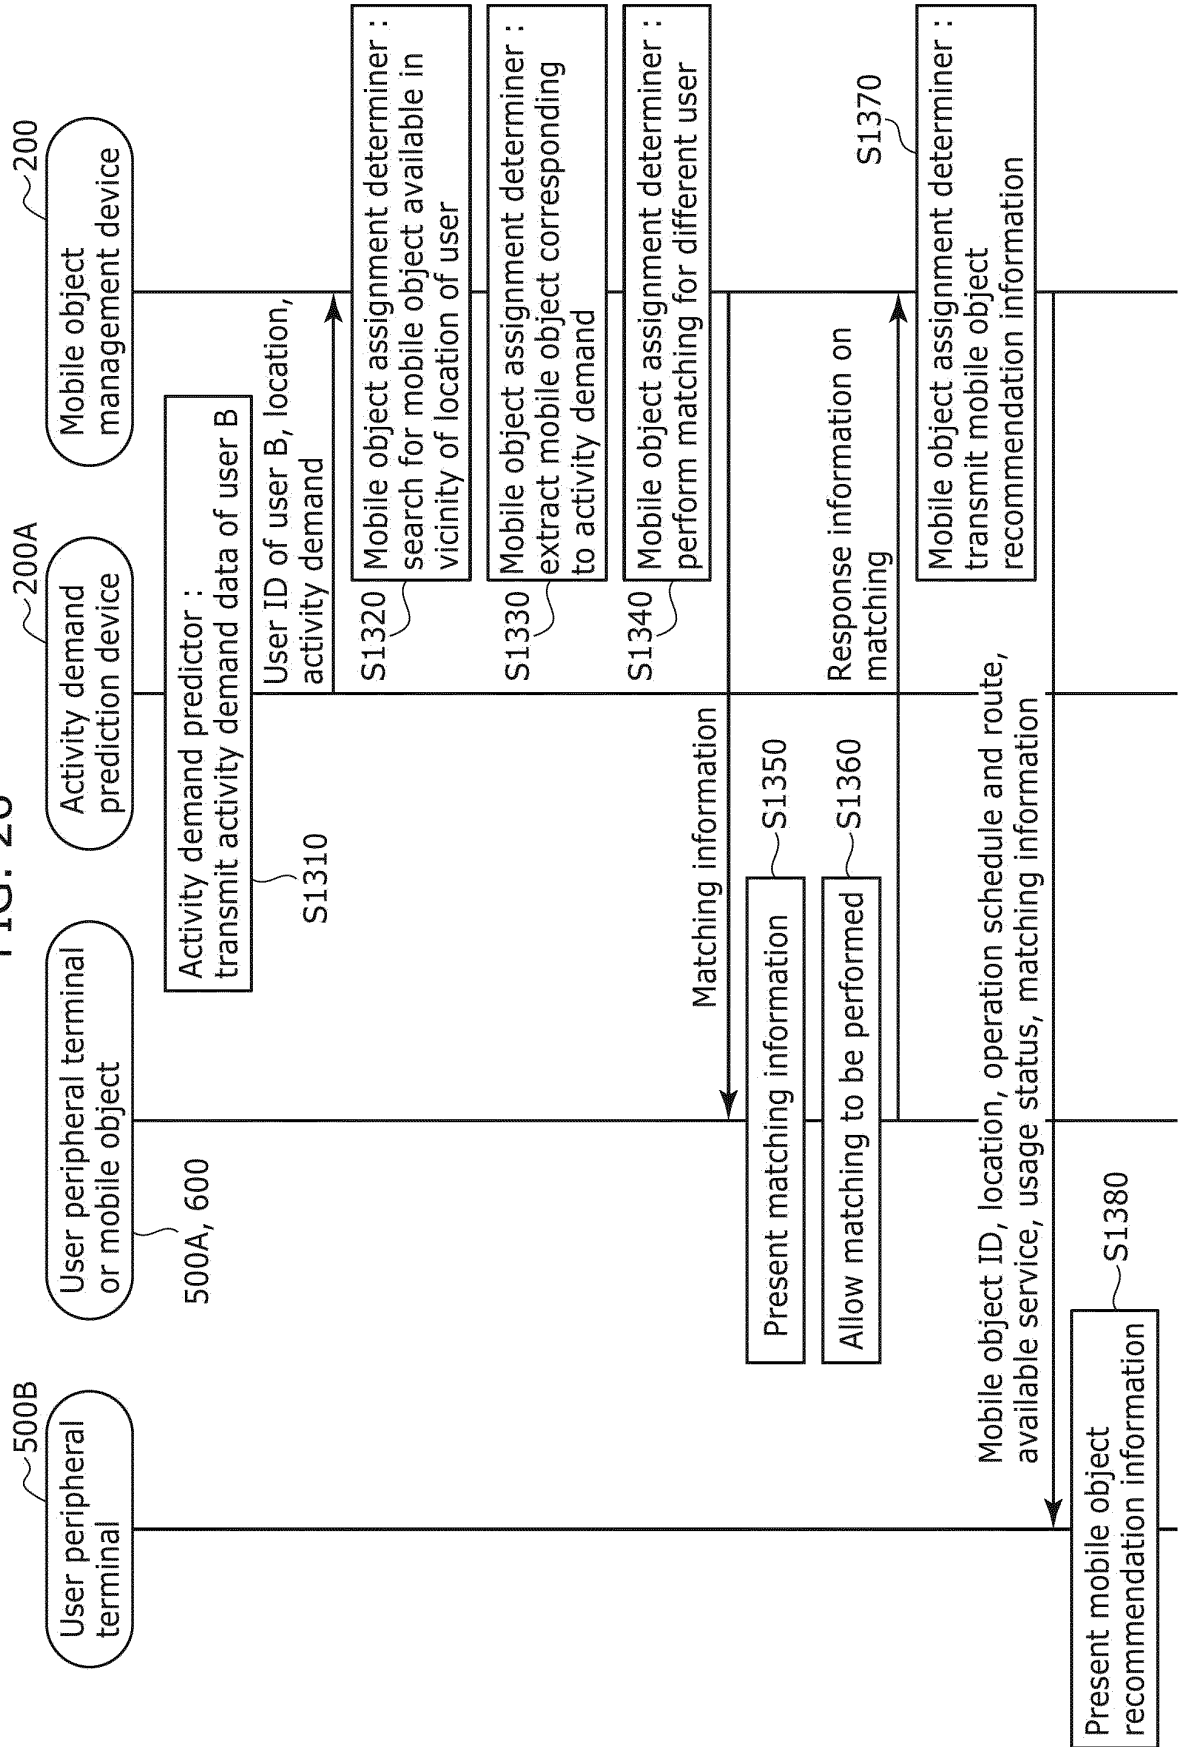 FIG. 26
500B
User peripheral
terminal
User peripheral terminal
or mobile object
500A, 600
200A
Activity demand
prediction device
200
Mobile object
management device
Activity demand predictor :
transmit activity demand data of user B
S1310
User ID of user B, location,
activity demand
S1320
Mobile object assignment determiner :
search for mobile object available in
vicinity of location of user
S1330
Mobile object assignment determiner :
extract mobile object corresponding
to activity demand
S1340
Mobile object assignment determiner :
perform matching for different user
Matching information
Present matching information
S1350
Allow matching to be performed
S1360
Response information on
matching
S1370
Mobile object assignment determiner :
transmit mobile object
recommendation information
Mobile object ID, location, operation schedule and route,
available service, usage status, matching information
Present mobile object
recommendation information
S1380